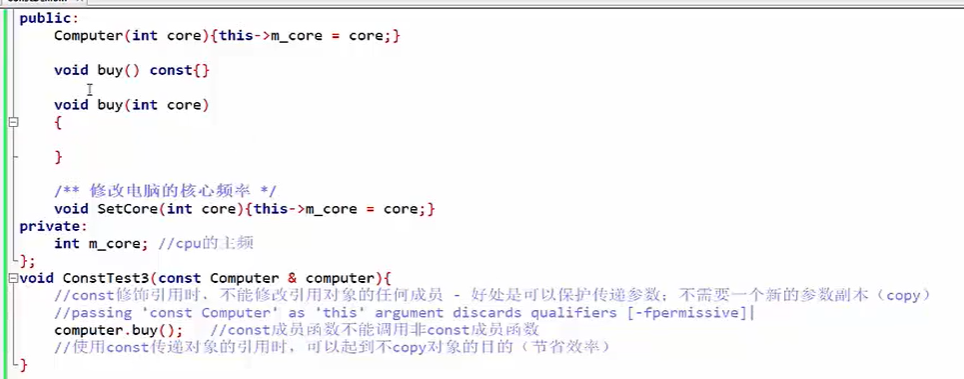 public:
Computer(int core){this->m_core = core;}
void buy() const{}
void buy(int core)
{
}
/** 修改电脑的核心频率 */
void SetCore(int core){this->m_core = core;}
private:
int m_core; //cpu的主频
};
void ConstTest3(const Computer & computer){
//const修饰引用时，不能修改引用对象的任何成员 - 好处是可以保护传递参数；不需要一个新的参数副本（copy）
//passing 'const Computer' as 'this' argument discards qualifiers [-fpermissive]|
computer.buy(); //const成员函数不能调用非const成员函数
//使用const传递对象的引用时，可以起到不copy对象的目的（节省效率）
}